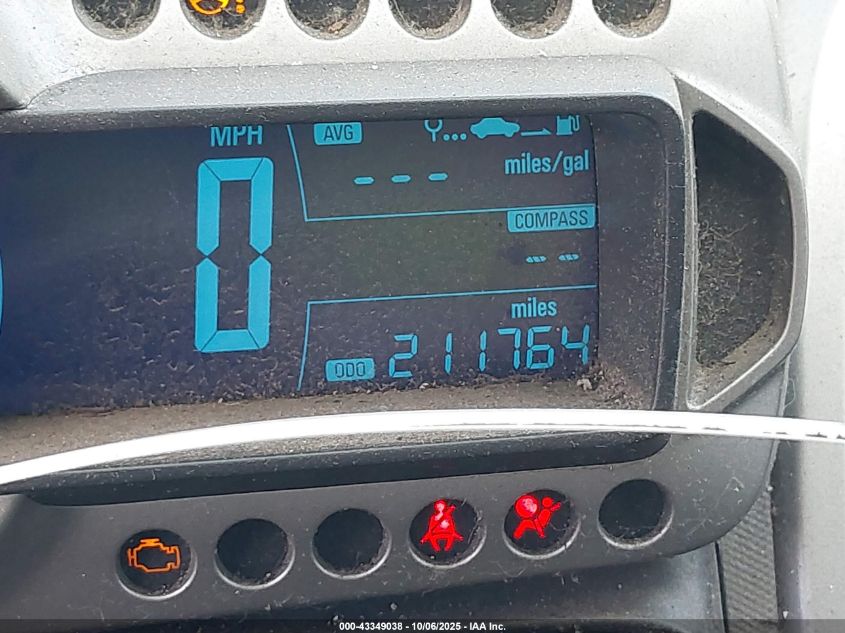 MPH
AVG
miles/gal
0
- - -
COMPASS
-- --
miles
ODO 211764
000-43349038 - 10/06/2025 - IAA Inc.